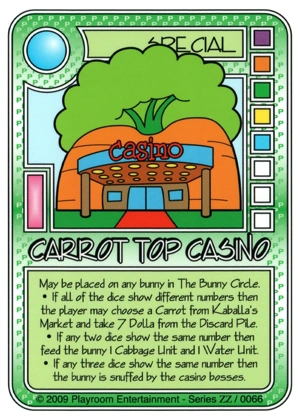 SPECIAL
Casino
CARROT TOP CASINO
May be placed on any bunny in The Bunny Circle.
• If all of the dice show different numbers then
the player may choose a Carrot from Kaballa's
Market and take 7 Dolla from the Discard Pile.
• If any two dice show the same number then
feed the bunny 1 Cabbage Unit and 1 Water Unit.
• If any three dice show the same number then
the bunny is snuffed by the casino bosses.
© 2009 Playroom Entertainment - Series ZZ / 0066